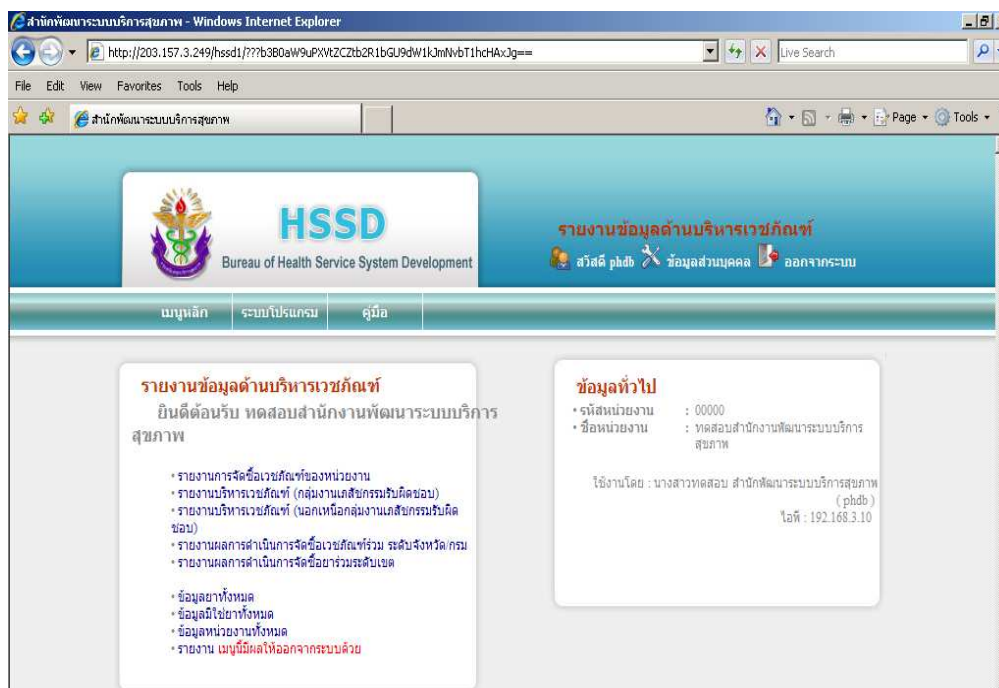 สำนักพัฒนาระบบบริการสุขภาพ - Windows Internet Explorer
Live Search
File Edit View Favorites Tools Help
สำนักพัฒนาระบบบริการสุขภาพ
Page Tools
HSSD
Bureau of Health Service System Development
รายงานข้อมูลด้านบริหารเวชภัณฑ์
สวัสดี phdb ข้อมูลส่วนบุคคล ออกจากระบบ
เมนูหลัก ระบบโปรแกรม คู่มือ
รายงานข้อมูลด้านบริหารเวชภัณฑ์
ยินดีต้อนรับ ทดสอบสำนักงานพัฒนาระบบบริการ
สุขภาพ
• รายงานการจัดซื้อเวชภัณฑ์ของหน่วยงาน
• รายงานบริหารเวชภัณฑ์ (กลุ่มงานเภสัชกรรมรับผิดชอบ)
• รายงานบริหารเวชภัณฑ์ (นอกเหนือกลุ่มงานเภสัชกรรมรับผิด
ชอบ)
• รายงานผลการดำเนินการจัดซื้อเวชภัณฑ์ร่วม ระดับจังหวัด/กรม
• รายงานผลการดำเนินการจัดซื้อยาร่วมระดับเขต
• ข้อมูลยาทั้งหมด
• ข้อมูลมิใช่ยาทั้งหมด
• ข้อมูลหน่วยงานทั้งหมด
• รายงาน เมนูนี้มีผลให้ออกจากระบบด้วย
ข้อมูลทั่วไป
• รหัสหน่วยงาน : 00000
• ชื่อหน่วยงาน : ทดสอบสำนักงานพัฒนาระบบบริการ
สุขภาพ
ใช้งานโดย : นางสาวทดสอบ สำนักพัฒนาระบบบริการสุขภาพ
( phdb )
ไอพี : 192.168.3.10